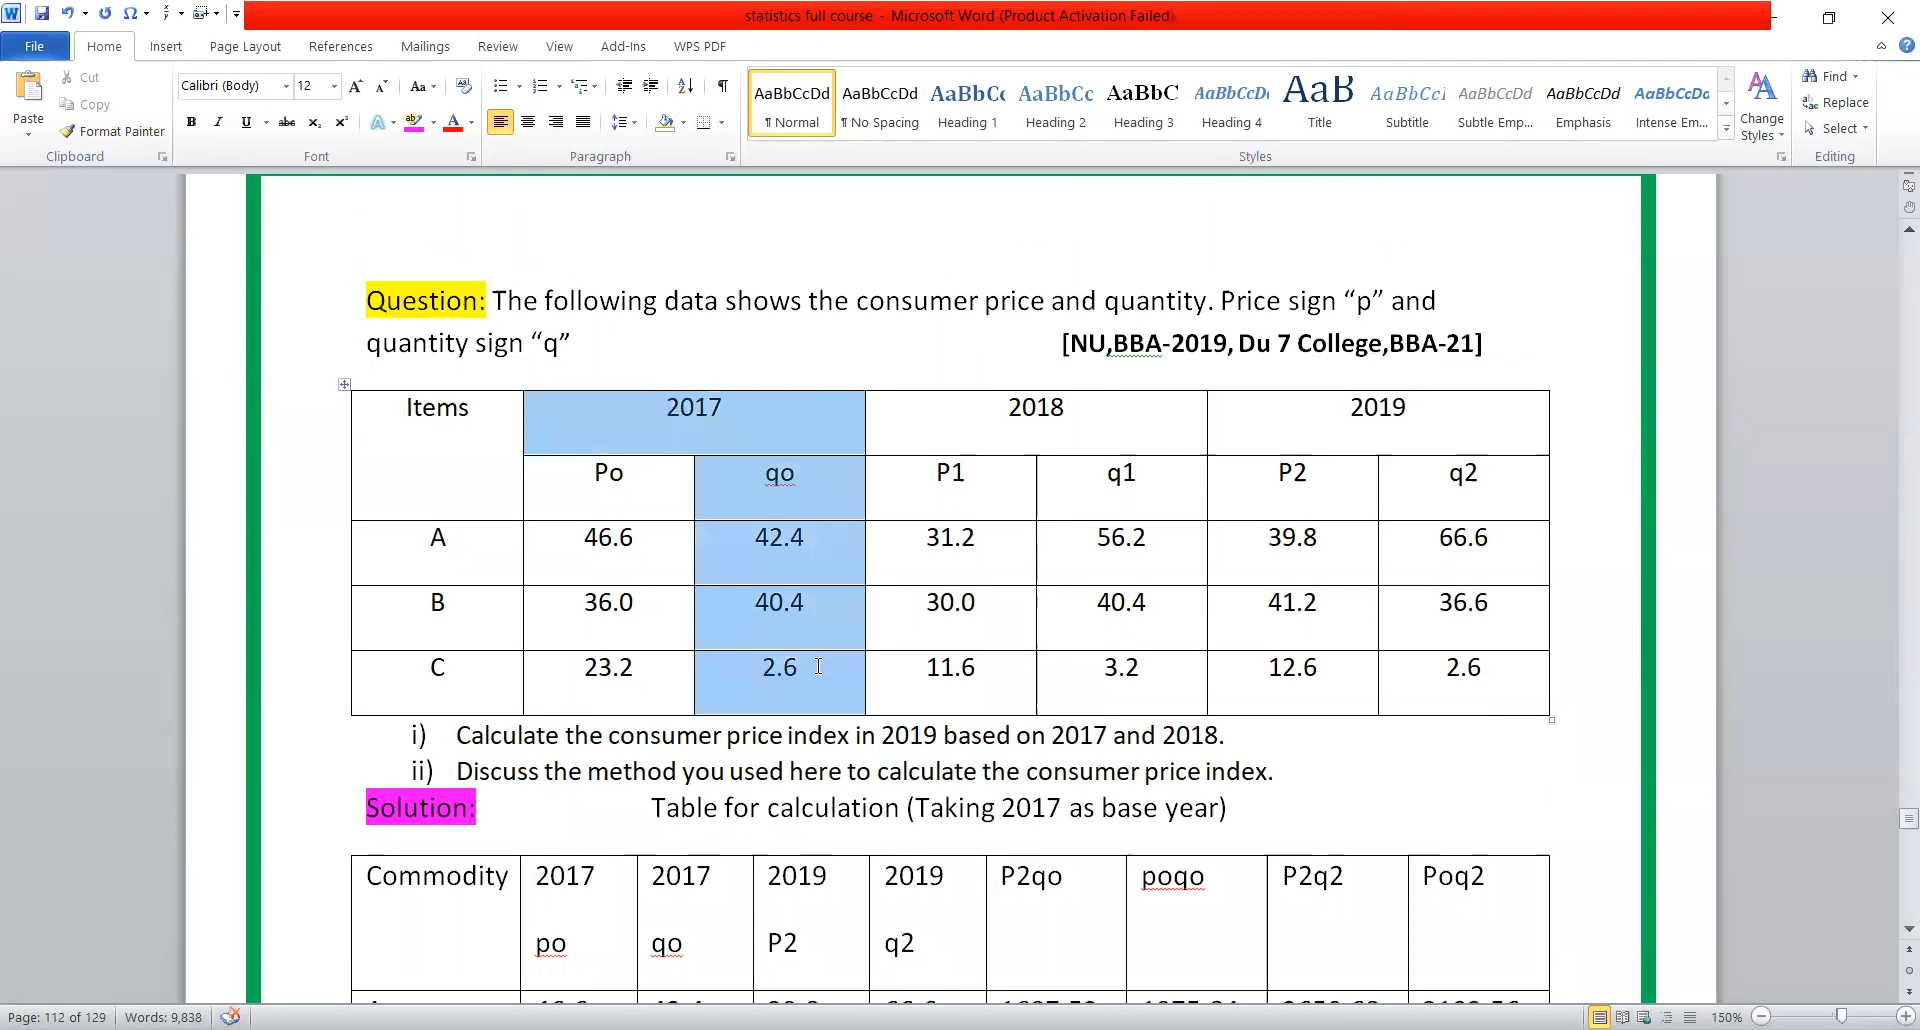 statistics full course - Microsoft Word (Product Activation Failed)
File Home Insert Page Layout References Mailings Review View Add-Ins WPS PDF
Paste
Cut
Copy
Format Painter
Clipboard
Calibri (Body) 12
Font
Paragraph
AaBbCcDd AaBbCcDd AaBbCc AaBbCc AaBbC AaBbCcDc AaB AaBbCcI AaBbCcDd AaBbCcDd AaBbCcDd
¶ Normal ¶ No Spacing Heading 1 Heading 2 Heading 3 Heading 4 Title Subtitle Subtle Emp... Emphasis Intense Em...
Styles
Change Styles
Find
Replace
Select
Editing
Question: The following data shows the consumer price and quantity. Price sign “p” and
quantity sign “q” [NU,BBA-2019, Du 7 College,BBA-21]
Items 2017 2018 2019
Po qo P1 q1 P2 q2
A 46.6 42.4 31.2 56.2 39.8 66.6
B 36.0 40.4 30.0 40.4 41.2 36.6
C 23.2 2.6 11.6 3.2 12.6 2.6
i) Calculate the consumer price index in 2019 based on 2017 and 2018.
ii) Discuss the method you used here to calculate the consumer price index.
Solution: Table for calculation (Taking 2017 as base year)
Commodity 2017 2017 2019 2019 P2qo poqo P2q2 Poq2
po qo P2 q2
Page: 112 of 129 Words: 9,838 150%